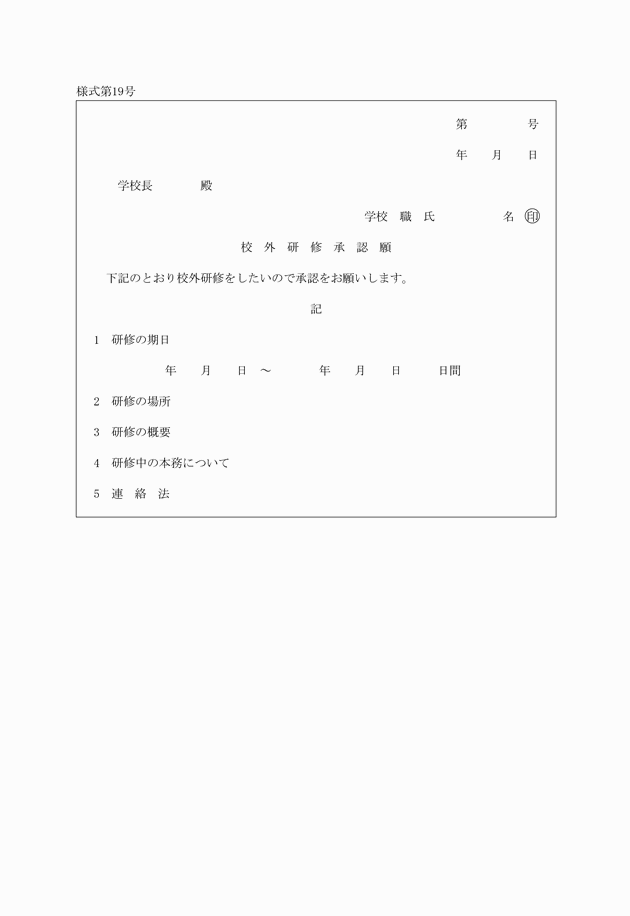 様式第19号
第　　　　　号
年　　月　　日
学校長　　　　殿
学校　職　氏　　　　　　名　㊞
校　外　研　修　承　認　願
下記のとおり校外研修をしたいので承認をお願いします。
記
1　研修の期日
年　　月　　日　～　　　　年　　月　　日　　　日間
2　研修の場所
3　研修の概要
4　研修中の本務について
5　連　絡　法